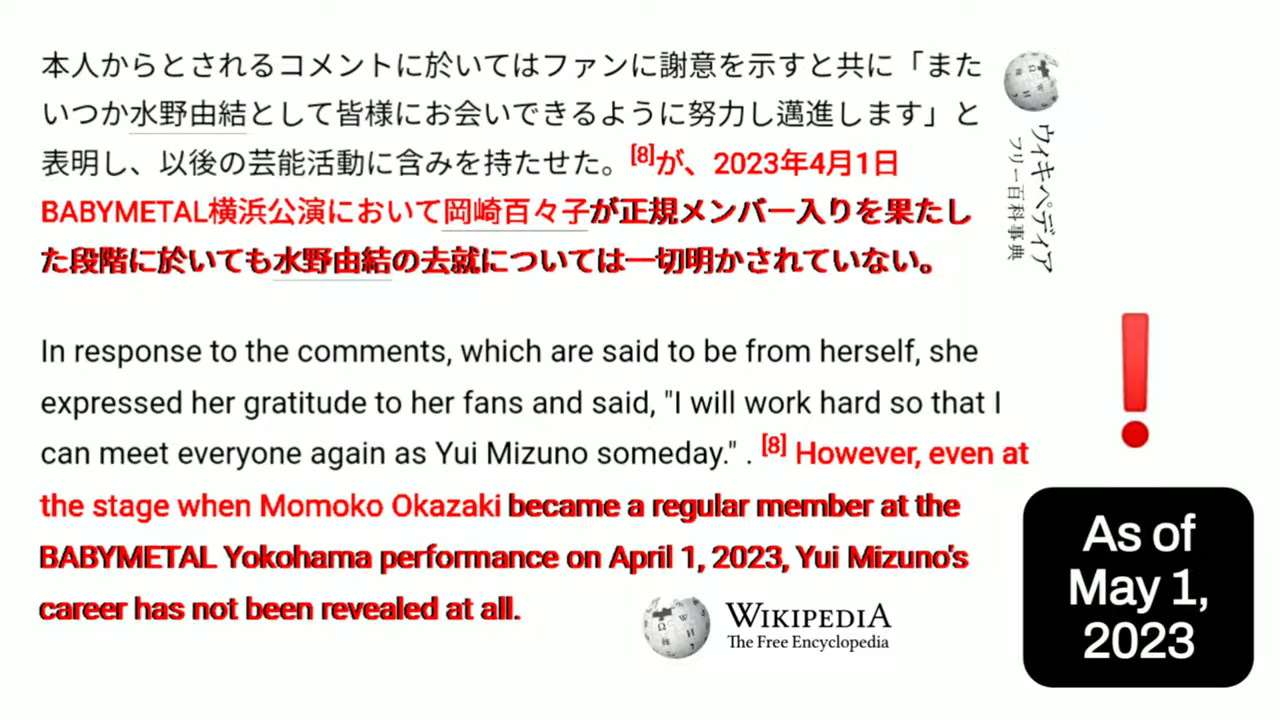 本人からとされるコメントに於いてはファンに謝意を示すと共に「また
いつか水野由結として皆様にお会いできるように努力し邁進します」と
表明し、以後の芸能活動に含みを持たせた。[8]が、2023年4月1日
BABYMETAL横浜公演において岡崎百々子が正規メンバー入りを果たし
た段階に於いても水野由結の去就については一切明かされていない。
ウィキペディア
フリー百科事典
In response to the comments, which are said to be from herself, she
expressed her gratitude to her fans and said, "I will work hard so that I
can meet everyone again as Yui Mizuno someday." . [8] However, even at
the stage when Momoko Okazaki became a regular member at the
BABYMETAL Yokohama performance on April 1, 2023, Yui Mizuno's
career has not been revealed at all.
WIKIPEDIA
The Free Encyclopedia
As of
May 1,
2023